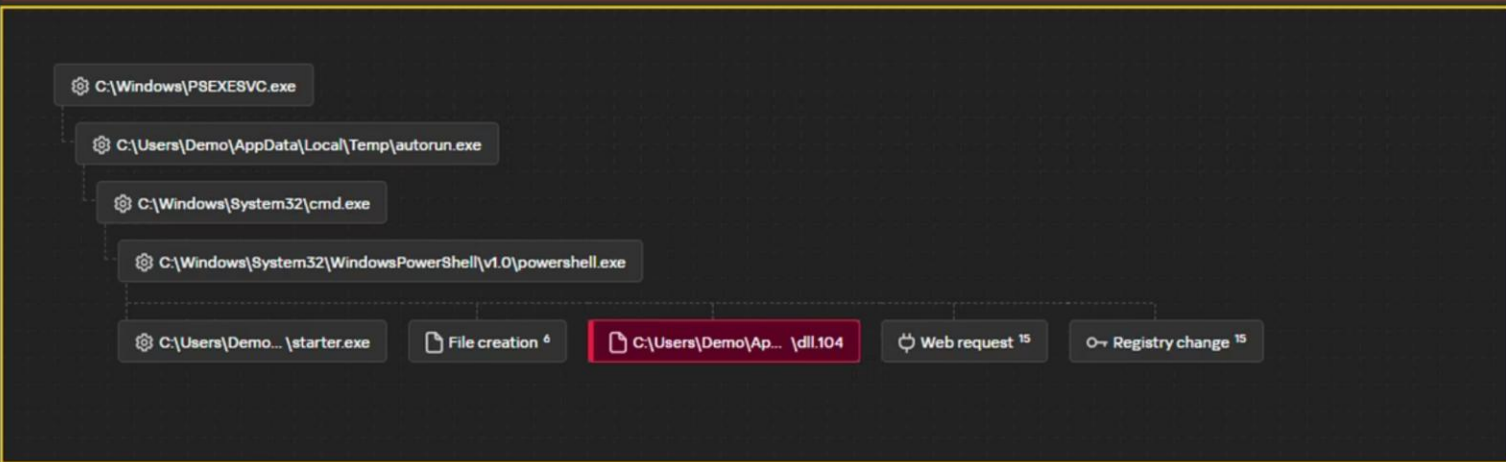 C:\Windows\PSEXESVC.exe
C:\Users\Demo\AppData\Local\Temp\autorun.exe
C:\Windows\System32\cmd.exe
C:\Windows\System32\WindowsPowerShell\v1.0\powershell.exe
C:\Users\Demo... \starter.exe
File creation 6
C:\Users\Demo\Ap... \dll.104
Web request 15
Registry change 15